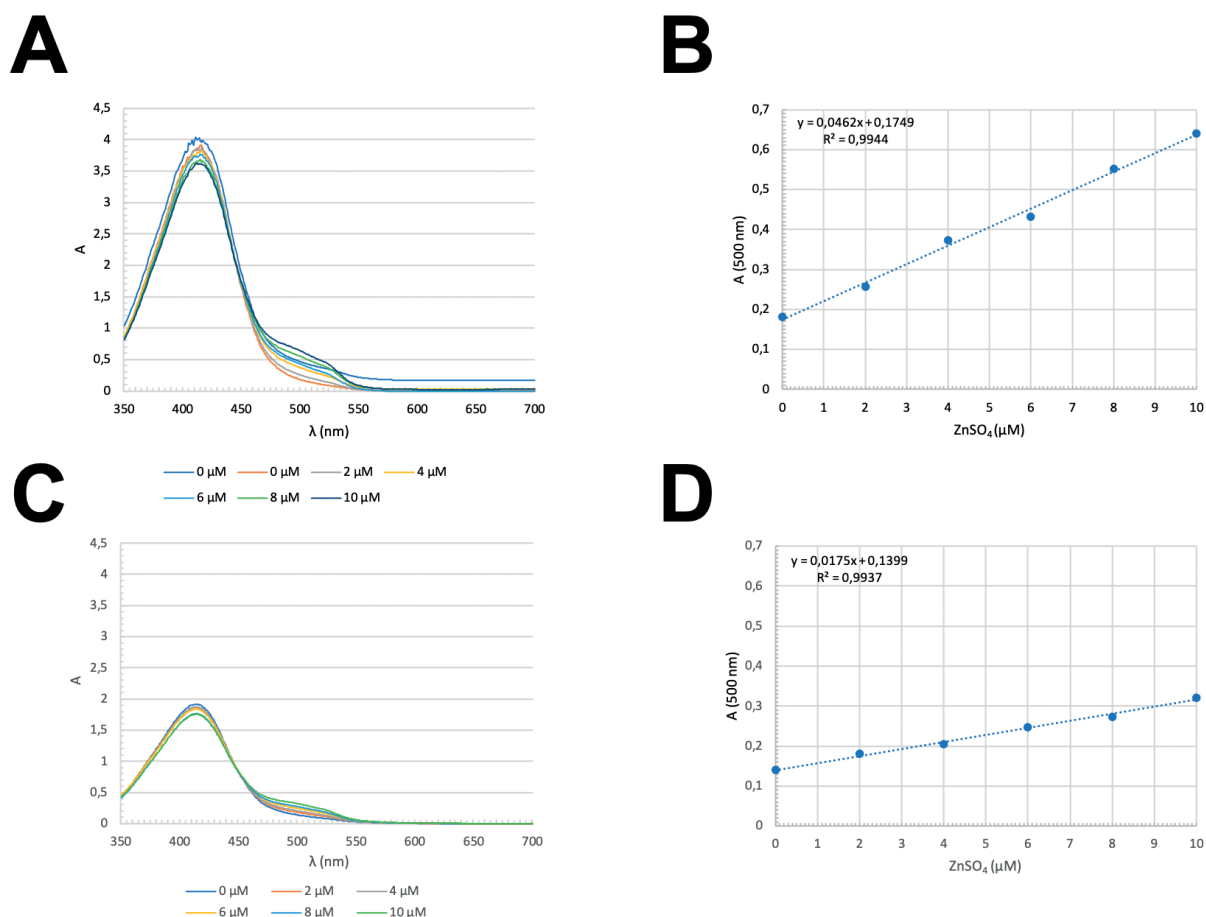 A
4,5
4
3,5
3
2,5
2
1,5
1
0,5
0
A
350 400 450 500 550 600 650 700
λ (nm)
0 µM 0 µM 2 µM 4 µM
6 µM 8 µM 10 µM
B
0,7
0,6
0,5
0,4
0,3
0,2
0,1
0
A (500 nm)
y = 0,0462x + 0,1749
R² = 0,9944
0 1 2 3 4 5 6 7 8 9 10
ZnSO₄ (µM)
C
4,5
4
3,5
3
2,5
2
1,5
1
0,5
0
A
350 400 450 500 550 600 650 700
λ (nm)
0 µM 2 µM 4 µM
6 µM 8 µM 10 µM
D
0,7
0,6
0,5
0,4
0,3
0,2
0,1
0
A (500 nm)
y = 0,0175x + 0,1399
R² = 0,9937
0 1 2 3 4 5 6 7 8 9 10
ZnSO₄ (µM)